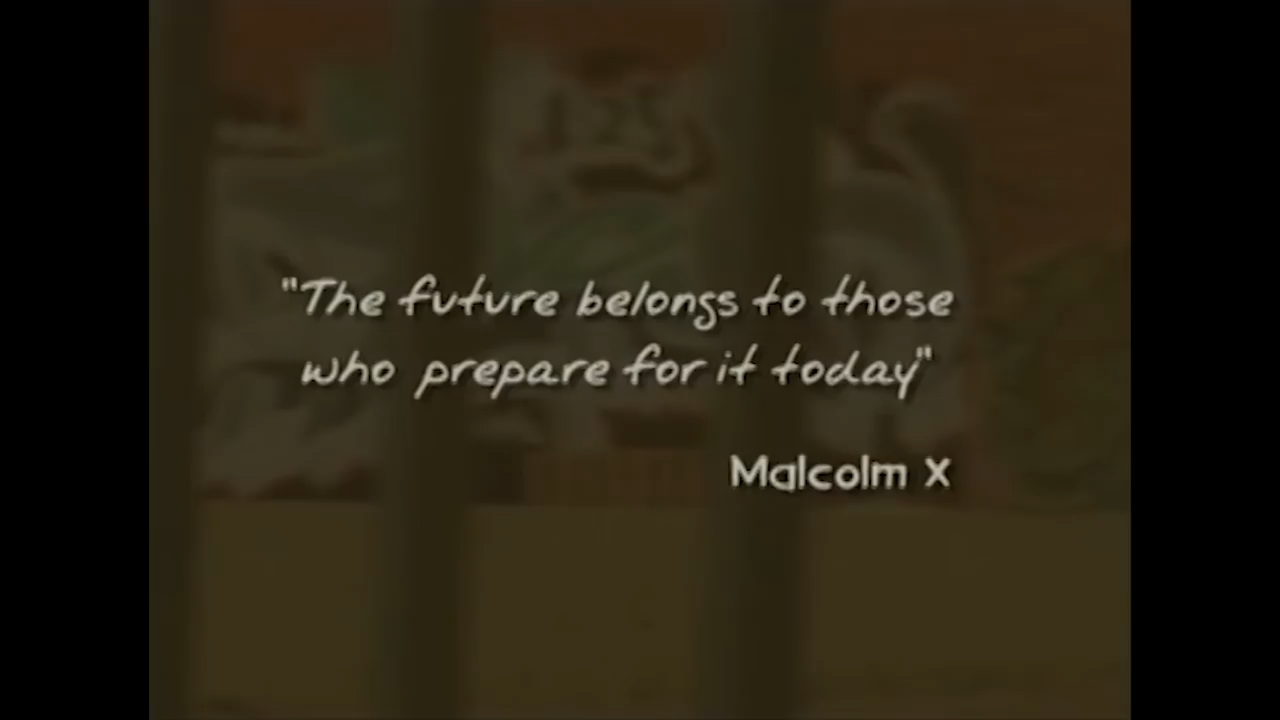 "The future belongs to those
who prepare for it today"
Malcolm X